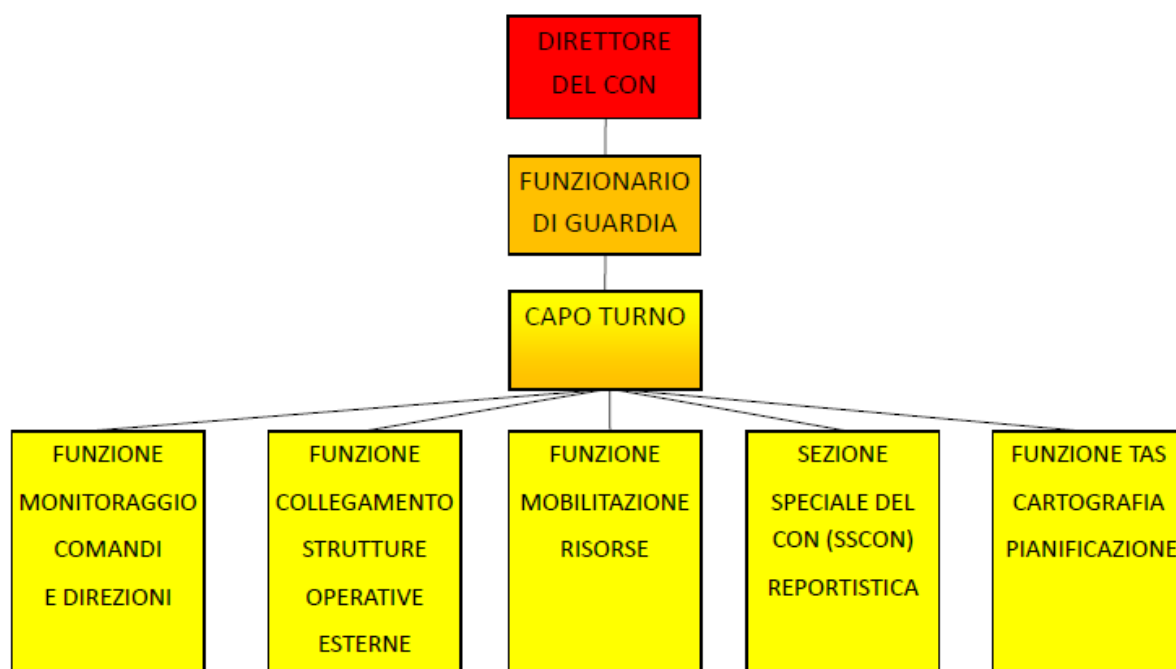 DIRETTORE
DEL CON
FUNZIONARIO
DI GUARDIA
CAPO TURNO
FUNZIONE
MONITORAGGIO
COMANDI
E DIREZIONI
FUNZIONE
COLLEGAMENTO
STRUTTURE
OPERATIVE
ESTERNE
FUNZIONE
MOBILITAZIONE
RISORSE
SEZIONE
SPECIALE DEL
CON (SSCON)
REPORTISTICA
FUNZIONE TAS
CARTOGRAFIA
PIANIFICAZIONE